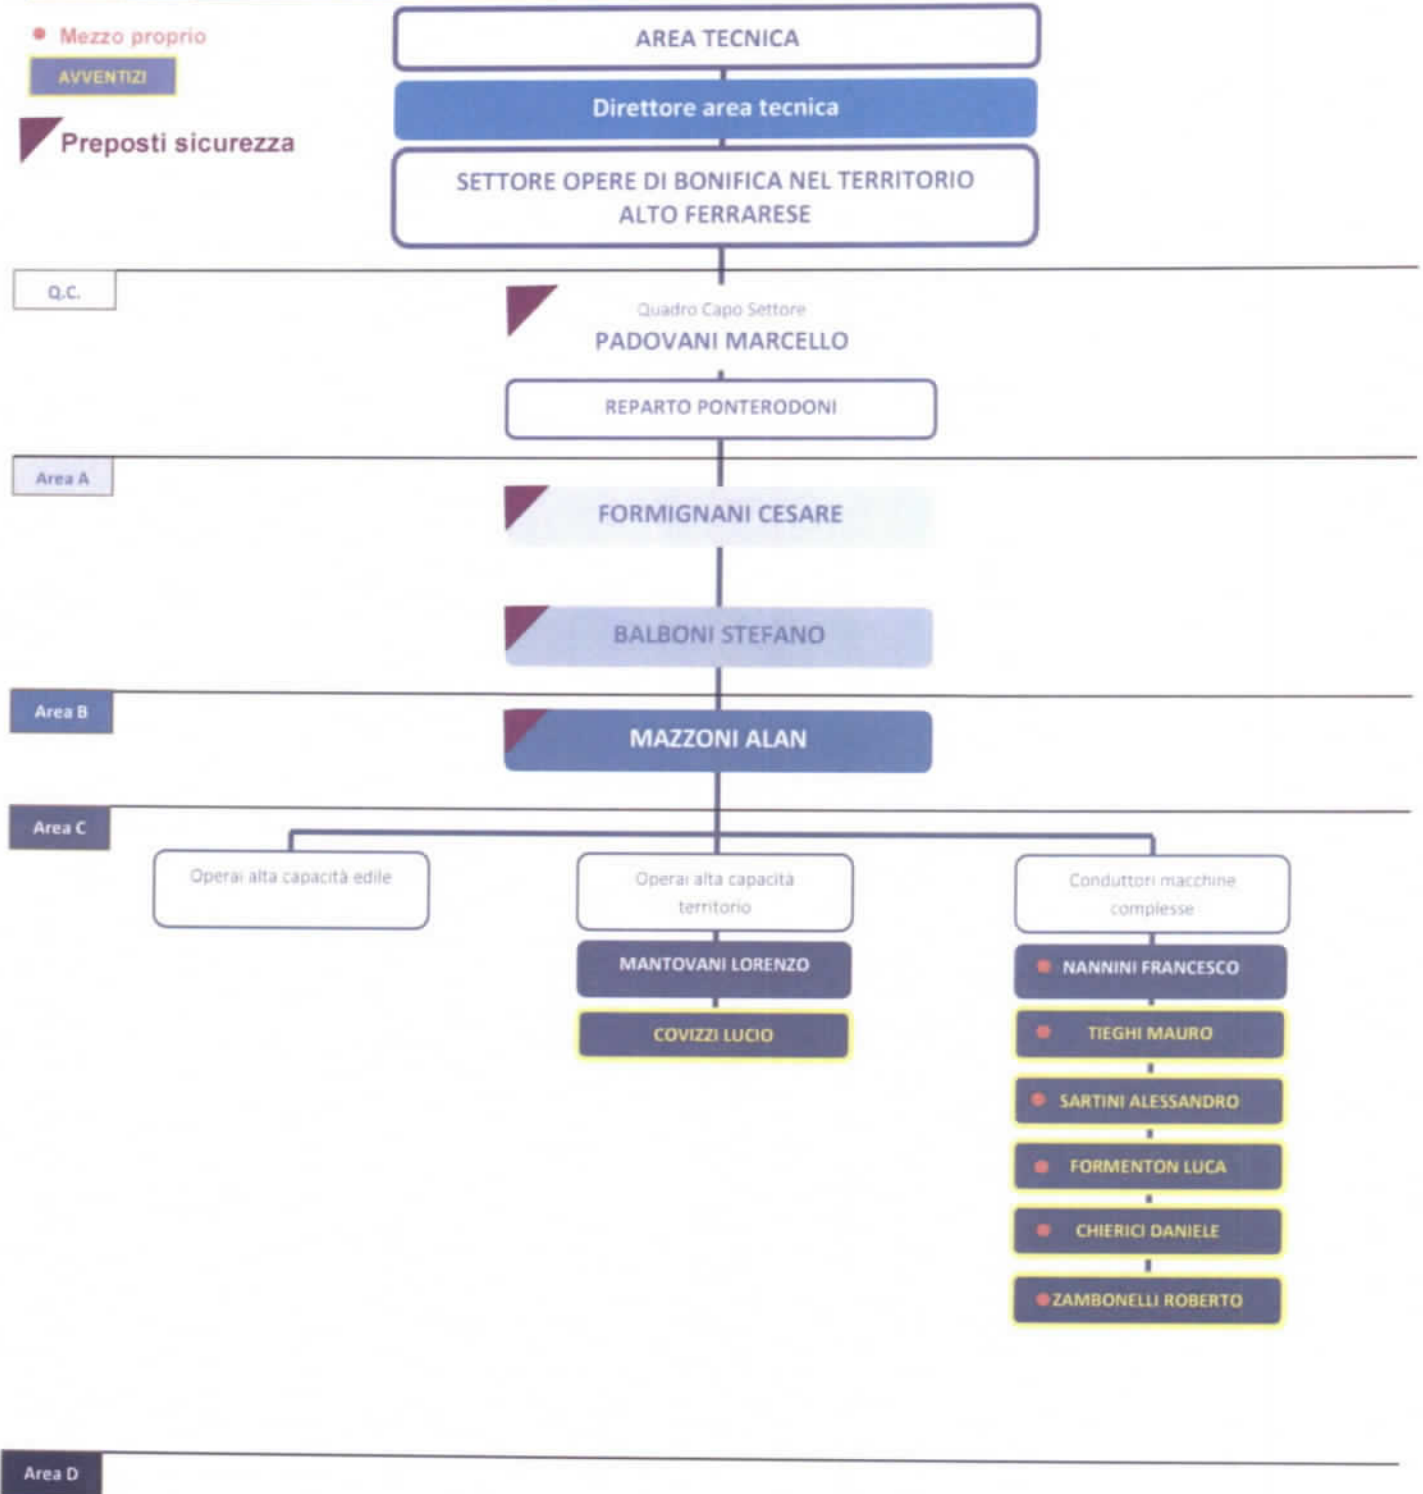 Mezzo proprio
AVVENTIZI
Preposti sicurezza
AREA TECNICA
Direttore area tecnica
SETTORE OPERE DI BONIFICA NEL TERRITORIO
ALTO FERRARESE
Q.C.
Quadro Capo Settore
PADOVANI MARCELLO
REPARTO PONTERODONI
Area A
FORMIGNANI CESARE
BALBONI STEFANO
Area B
MAZZONI ALAN
Area C
Operai alta capacità edile
Operai alta capacità
territorio
MANTOVANI LORENZO
COVIZZI LUCIO
Conduttori macchine
complesse
NANNINI FRANCESCO
TIEGHI MAURO
SARTINI ALESSANDRO
FORMENTON LUCA
CHIERICI DANIELE
ZAMBONELLI ROBERTO
Area D